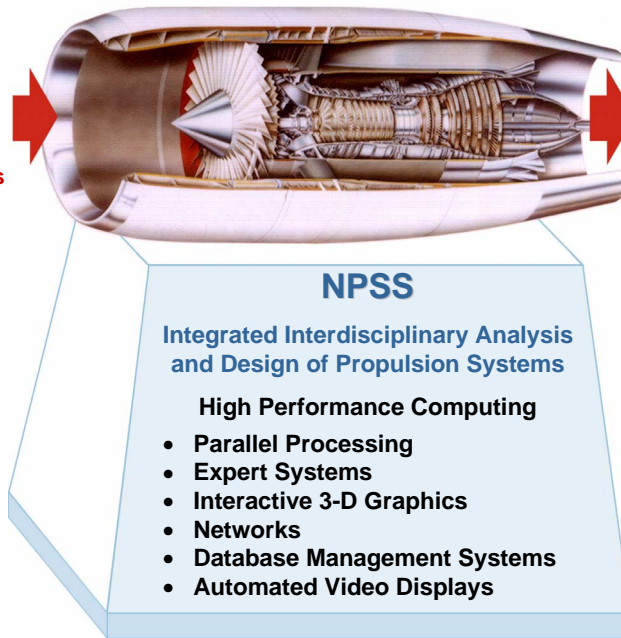 NPSS
Integrated Interdisciplinary Analysis
and Design of Propulsion Systems
High Performance Computing
• Parallel Processing
• Expert Systems
• Interactive 3-D Graphics
• Networks
• Database Management Systems
• Automated Video Displays